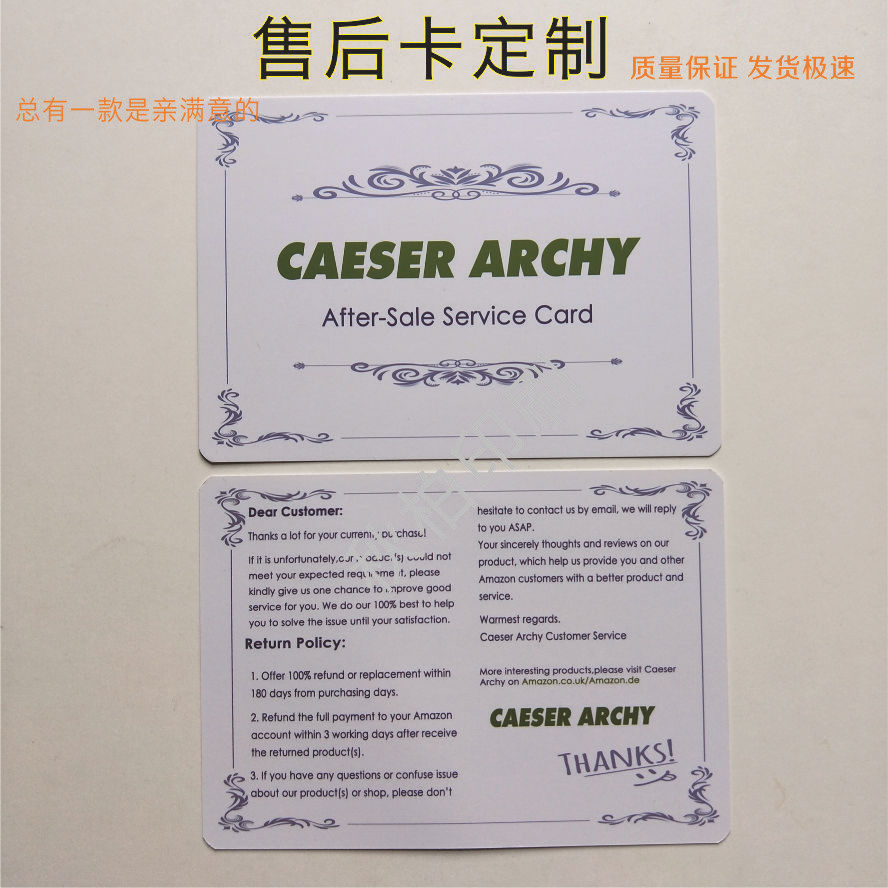 售后卡定制
质量保证 发货极速
总有一款是亲满意的
CAESER ARCHY
After-Sale Service Card
Dear Customer:
Thanks a lot for your currently purchase!
If it is unfortunately,our product(s) could not
meet your expected requirement, please
kindly give us one chance to improve good
service for you. We do our 100% best to help
you to solve the issue until your satisfaction.
Return Policy:
1. Offer 100% refund or replacement within
180 days from purchasing days.
2. Refund the full payment to your Amazon
account within 3 working days after receive
the returned product(s).
3. If you have any questions or confuse issue
about our product(s) or shop, please don't
hesitate to contact us by email, we will reply
to you ASAP.
Your sincerely thoughts and reviews on our
product, which help us provide you and other
Amazon customers with a better product and
service.
Warmest regards.
Caeser Archy Customer Service
More interesting products,please visit Caeser
Archy on Amazon.co.uk/Amazon.de
CAESER ARCHY
THANKS!